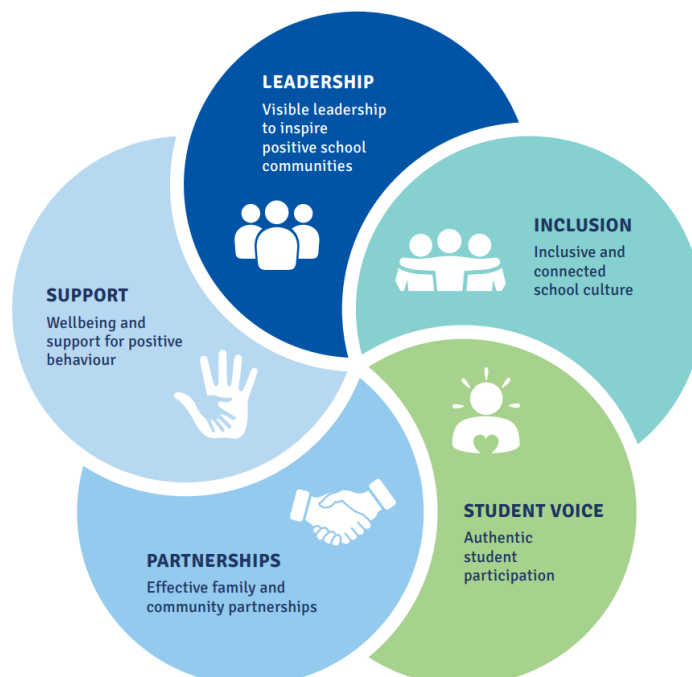 LEADERSHIP
Visible leadership
to inspire
positive school
communities
INCLUSION
Inclusive and
connected
school culture
STUDENT VOICE
Authentic
student
participation
PARTNERSHIPS
Effective family and
community partnerships
SUPPORT
Wellbeing and
support for positive
behaviour